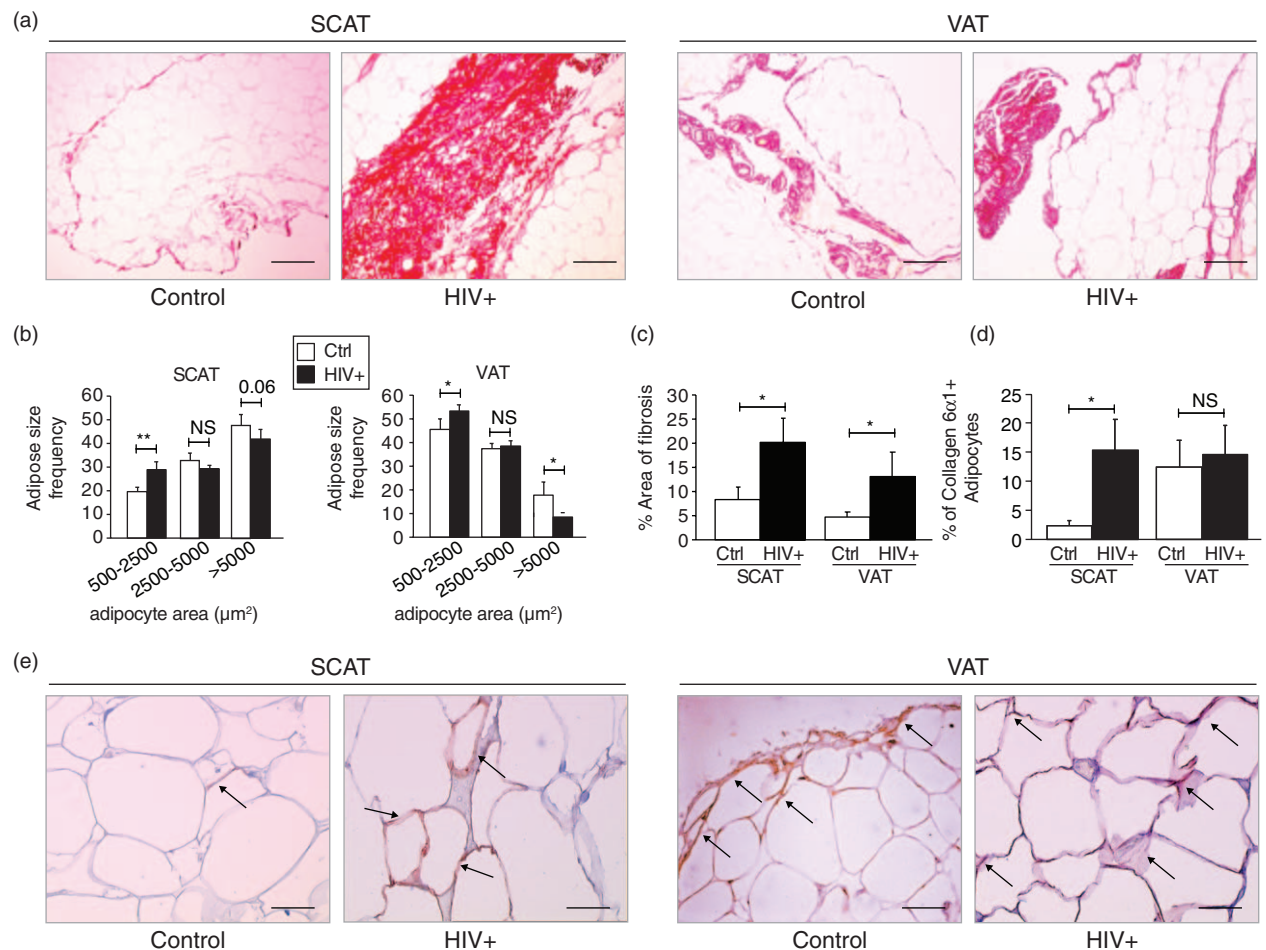 (a)
SCAT
VAT
Control
HIV+
Control
HIV+
(b)
Ctrl
HIV+
SCAT
Adipose size
frequency
60
50
40
30
20
10
0
**
NS
0.06
500-2500
2500-5000
>5000
adipocyte area (µm²)
VAT
Adipose size
frequency
60
50
40
30
20
10
0
*
NS
*
500-2500
2500-5000
>5000
adipocyte area (µm²)
(c)
% Area of fibrosis
30
25
20
15
10
5
0
*
*
Ctrl HIV+ Ctrl HIV+
SCAT VAT
(d)
% of Collagen 6α1+
Adipocytes
25
20
15
10
5
0
*
NS
Ctrl HIV+ Ctrl HIV+
SCAT VAT
(e)
SCAT
VAT
Control
HIV+
Control
HIV+